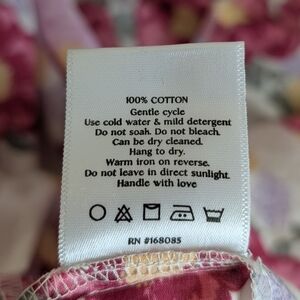 100% COTTON
Gentle cycle
Use cold water & mild detergent
Do not soak. Do not bleach.
Can be dry cleaned.
Hang to dry.
Warm iron on reverse.
Do not leave in direct sunlight.
Handle with love
RN #168085